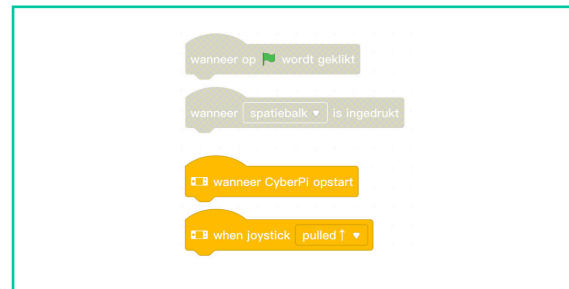 wanneer op wordt geklikt
wanneer spatiebalk is ingedrukt
wanneer CyberPi opstart
when joystick pulled ↑